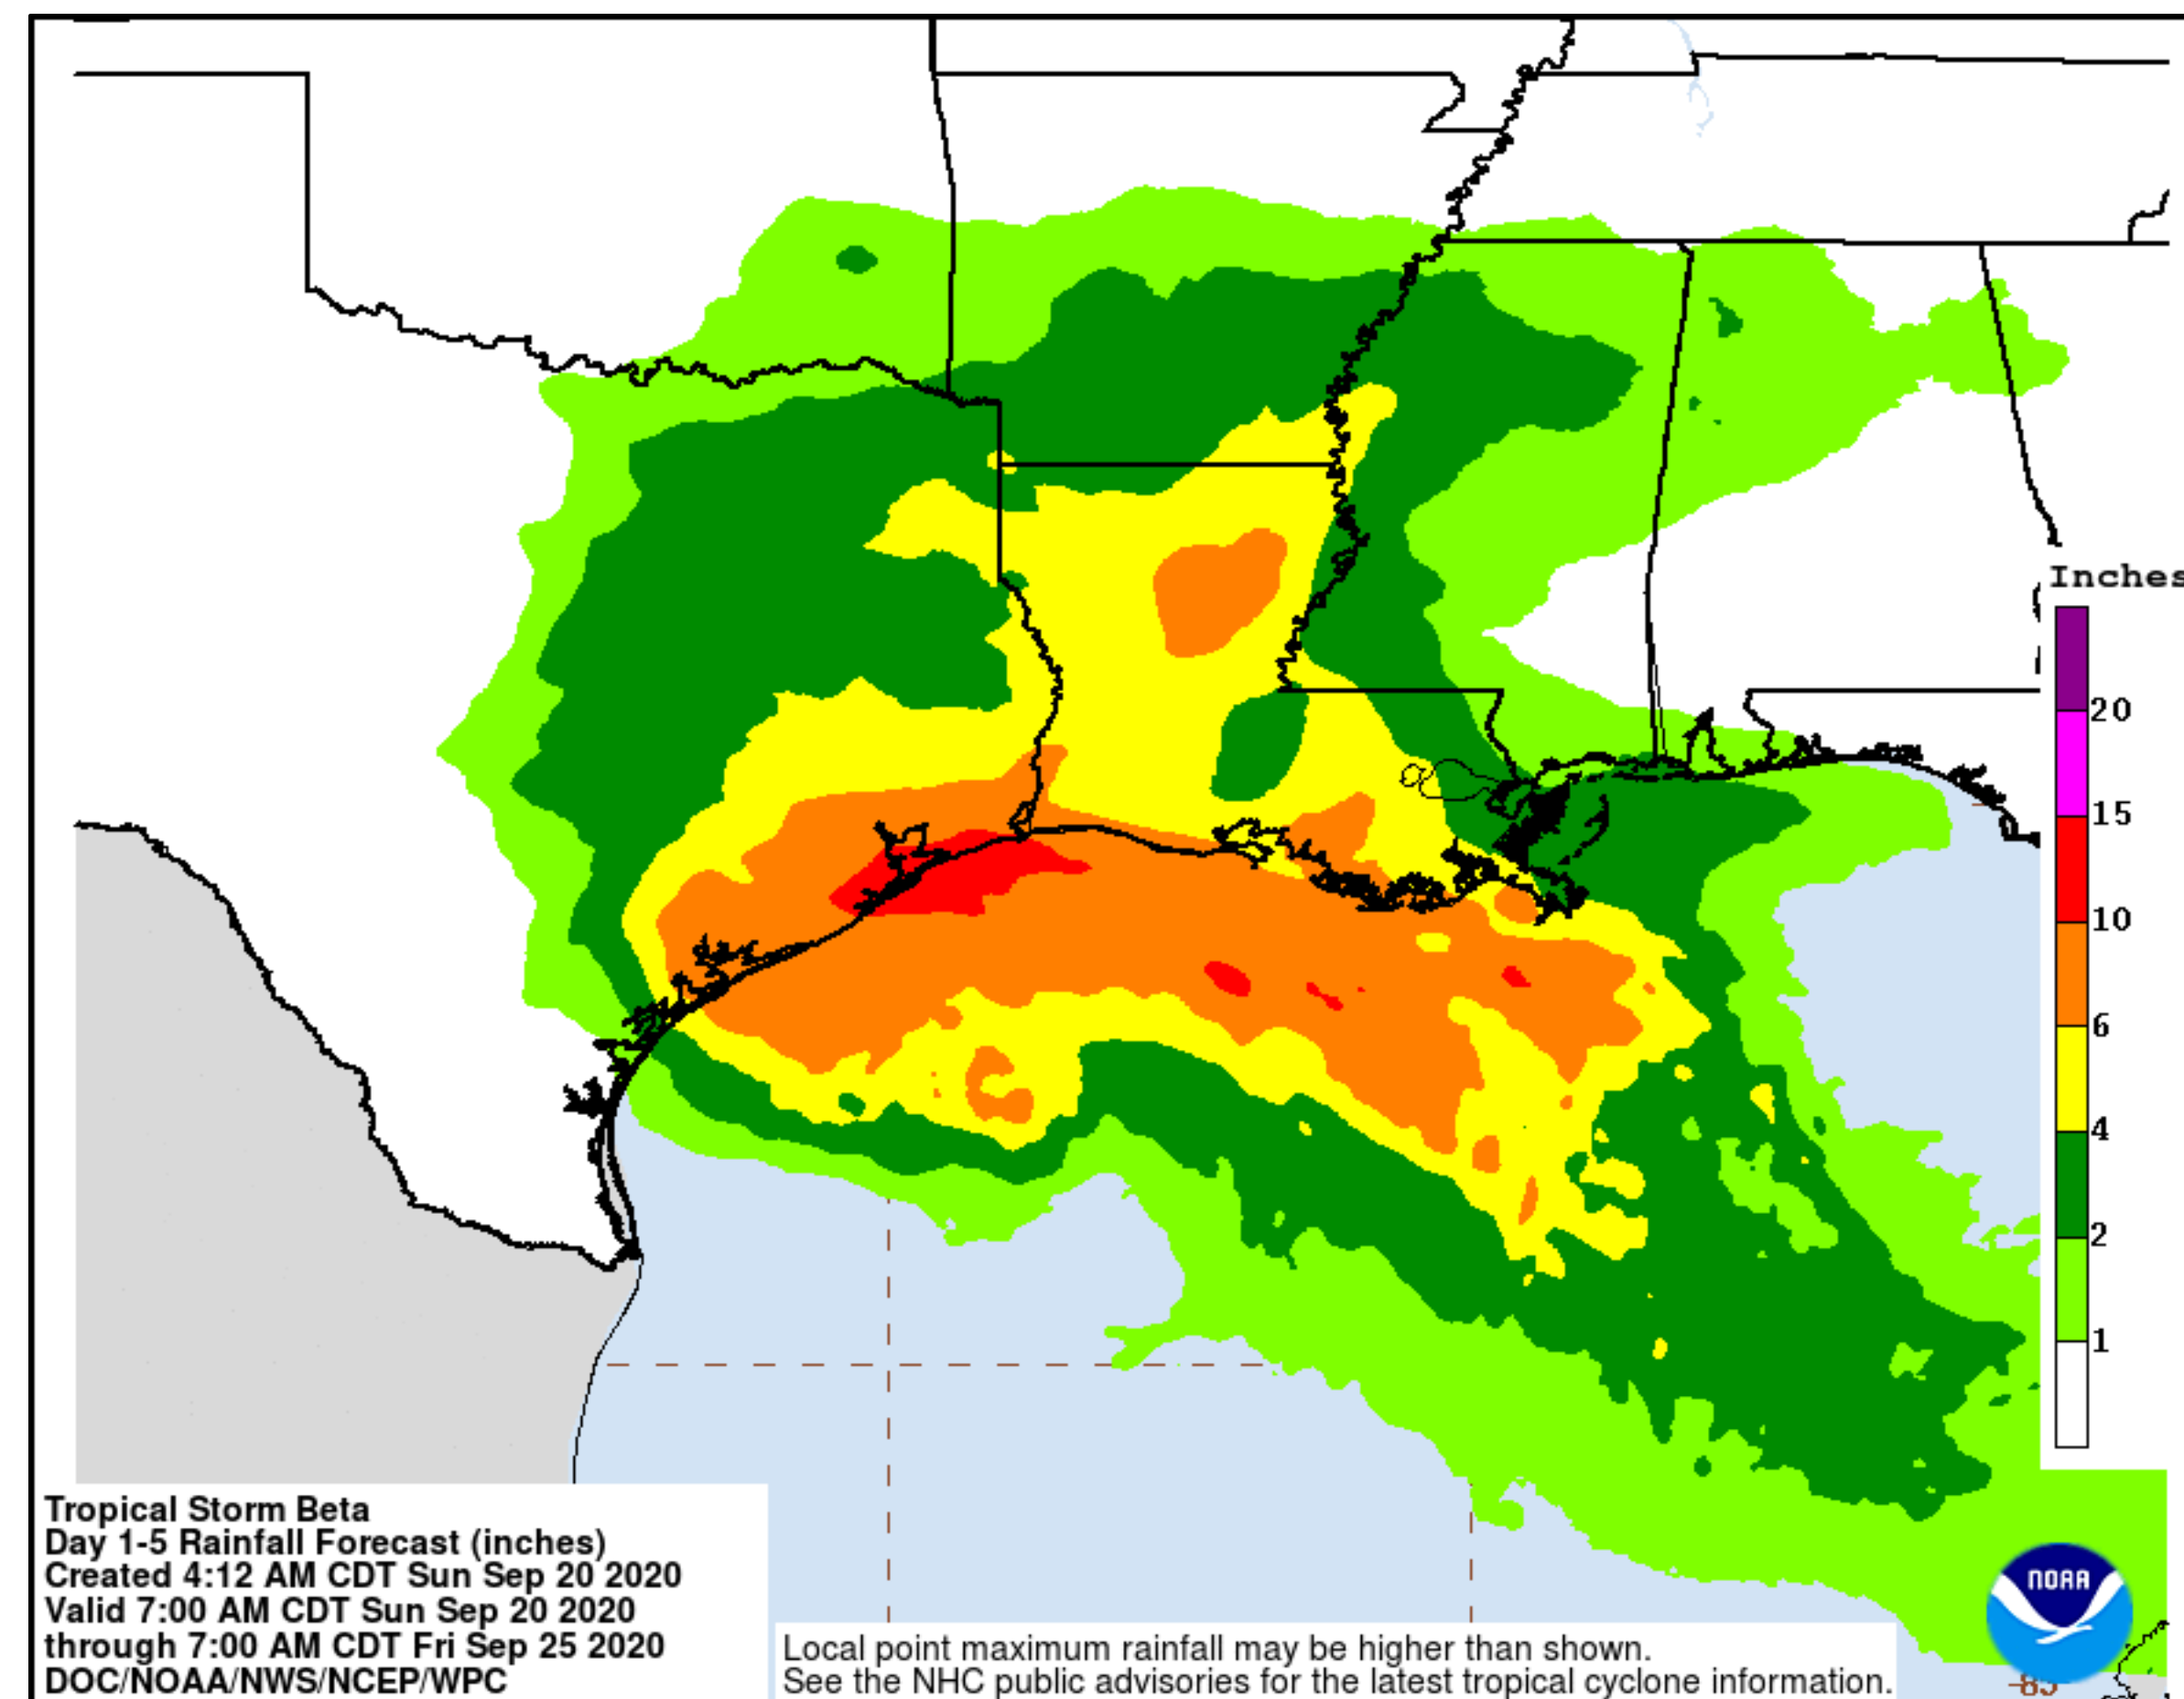 Inches
20
15
10
6
4
2
1
Tropical Storm Beta
Day 1-5 Rainfall Forecast (inches)
Created 4:12 AM CDT Sun Sep 20 2020
Valid 7:00 AM CDT Sun Sep 20 2020
through 7:00 AM CDT Fri Sep 25 2020
DOC/NOAA/NWS/NCEP/WPC
Local point maximum rainfall may be higher than shown.
See the NHC public advisories for the latest tropical cyclone information.
NOAA
-85